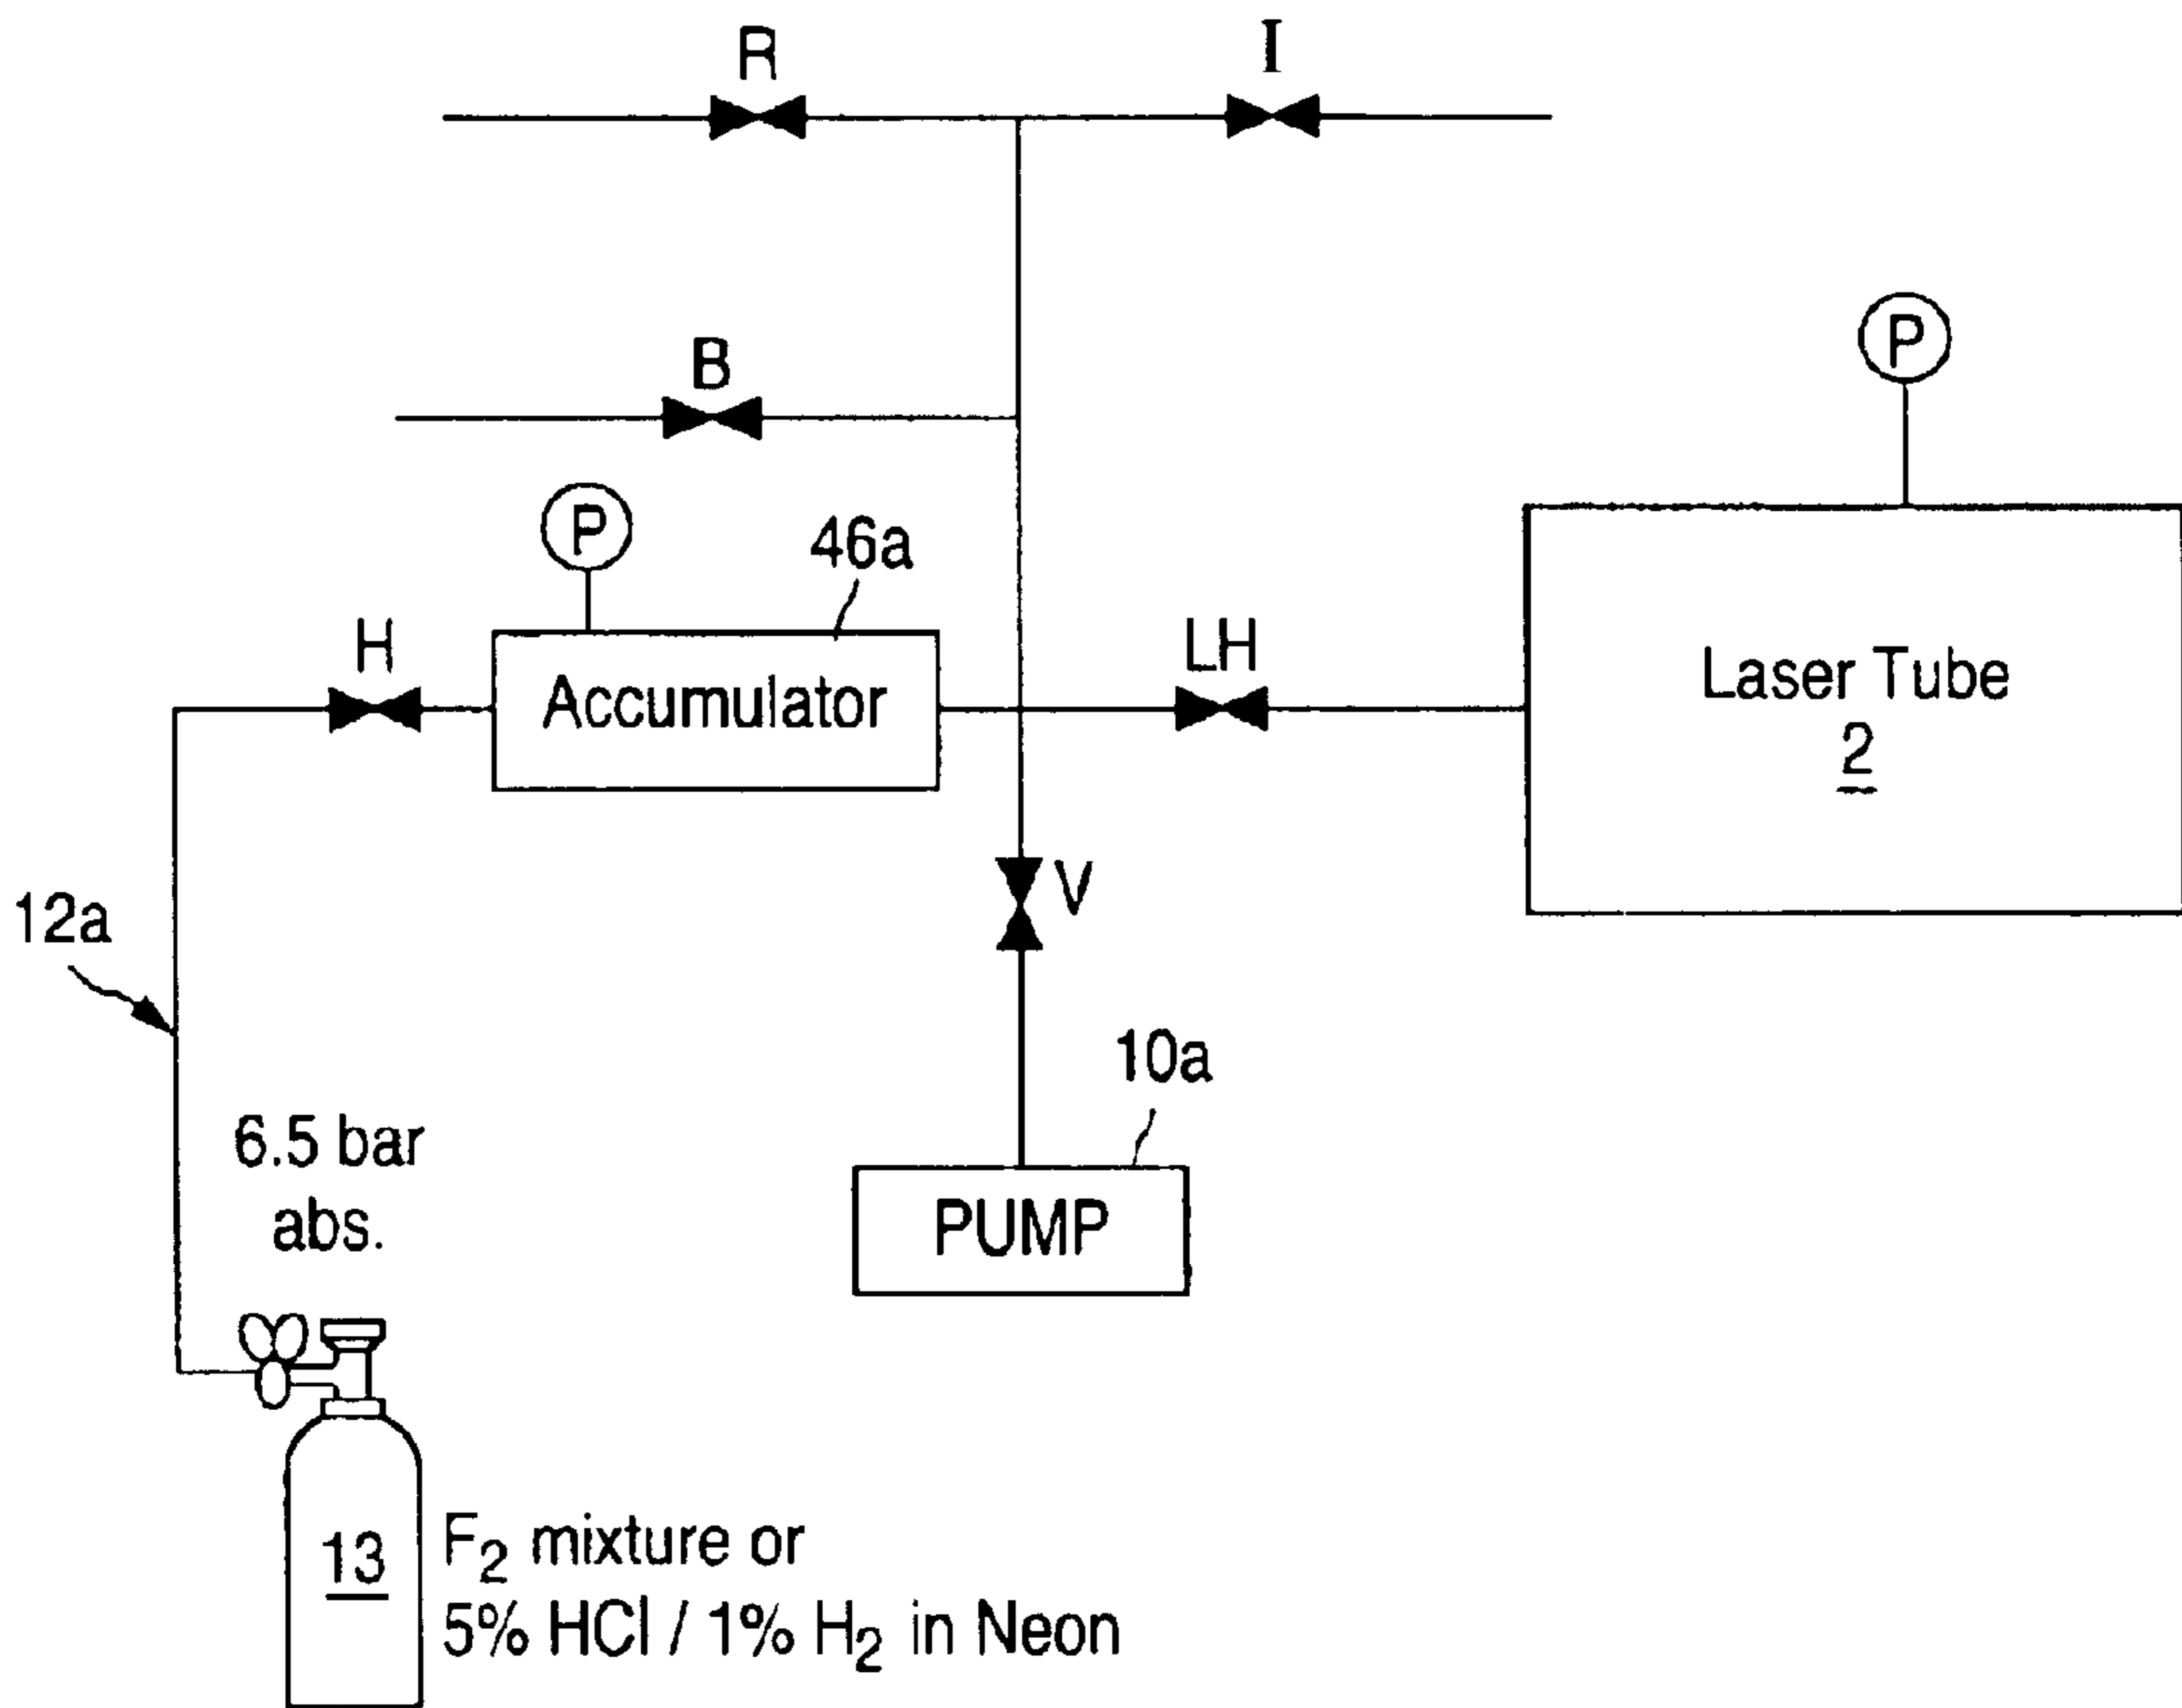 R
I
B
P
P
46a
H
Accumulator
LH
Laser Tube
2
12a
V
10a
6.5 bar
abs.
PUMP
13
F2 mixture or
5% HCl / 1% H2 in Neon